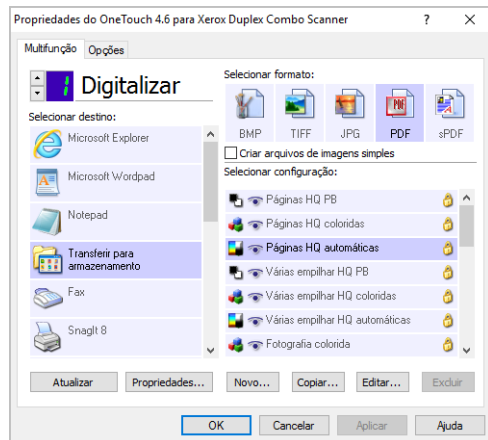 Propriedades do OneTouch 4.6 para Xerox Duplex Combo Scanner
Multifunção
Opções
1 Digitalizar
Selecionar destino:
Microsoft Explorer
Microsoft Wordpad
Notepad
Transferir para
armazenamento
Fax
SnagIt 8
Selecionar formato:
BMP TIFF JPG PDF sPDF
Criar arquivos de imagens simples
Selecionar configuração:
Páginas HQ PB
Páginas HQ coloridas
Páginas HQ automáticas
Várias empilhar HQ PB
Várias empilhar HQ coloridas
Várias empilhar HQ automáticas
Fotografia colorida
Atualizar Propriedades... Novo... Copiar... Editar... Excluir
OK Cancelar Aplicar Ajuda